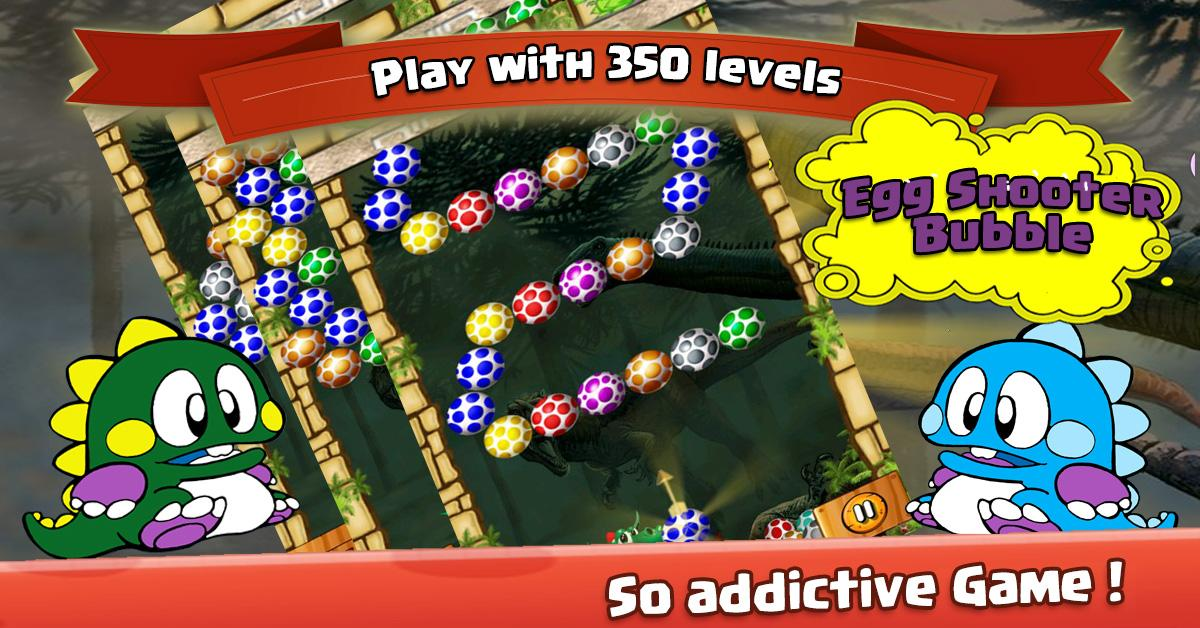 Play with 350 levels
Egg Shooter
Bubble
So addictive Game !